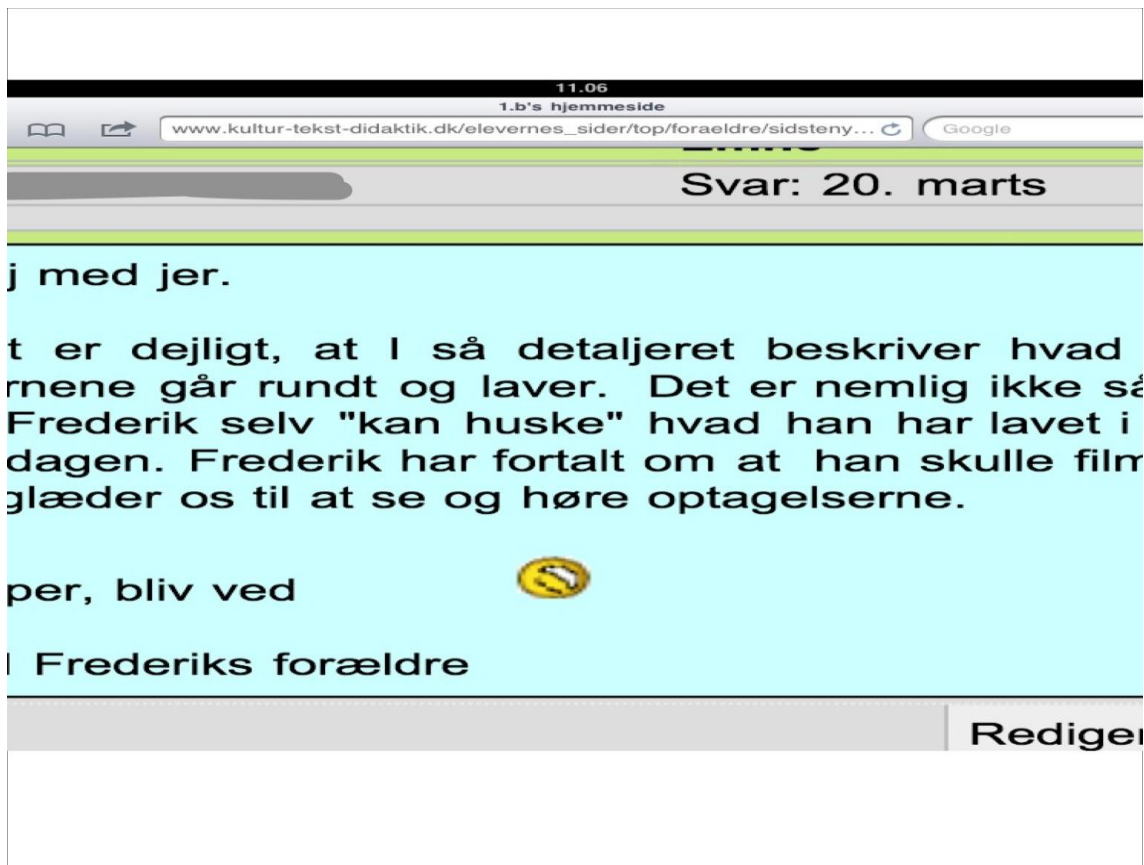 11.06
1.b's hjemmeside
www.kultur-tekst-didaktik.dk/elevernes_sider/top/foraeldre/sidsteny...
Google
Svar: 20. marts
j med jer.
t er dejligt, at I så detaljeret beskriver hvad
rnene går rundt og laver. Det er nemlig ikke så
Frederik selv "kan huske" hvad han har lavet i
dagen. Frederik har fortalt om at han skulle film
glæder os til at se og høre optagelserne.
per, bliv ved
Frederiks forældre
Rediger